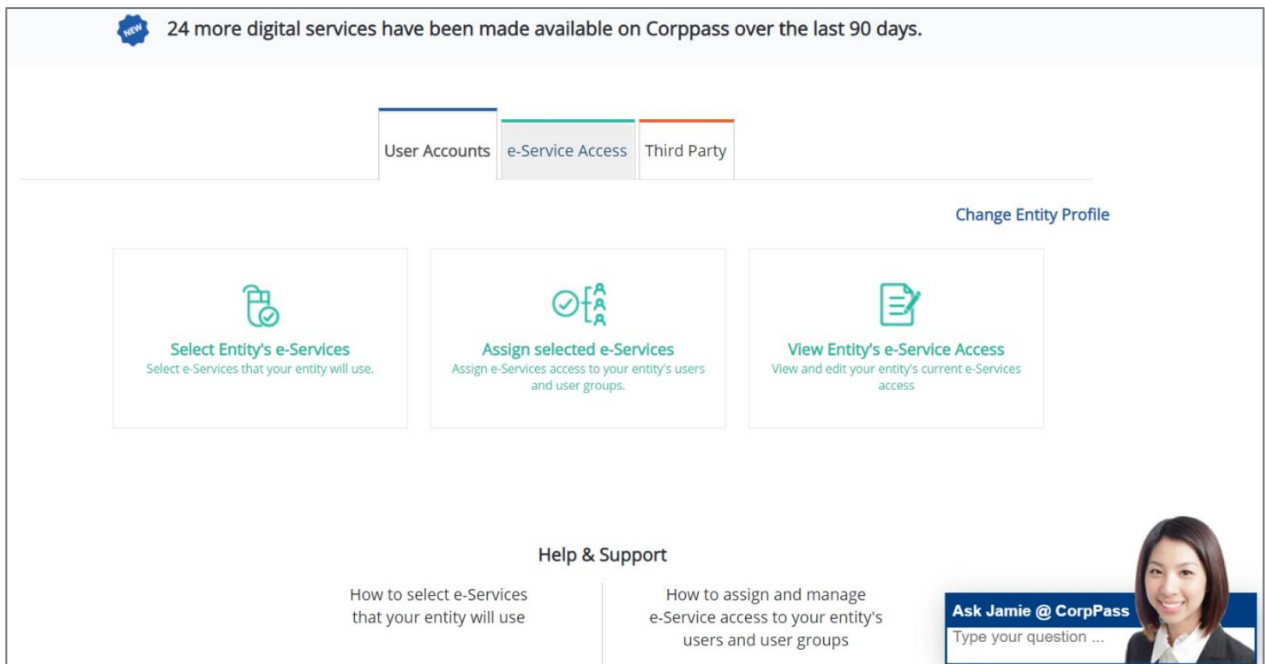 NEW
24 more digital services have been made available on Corppass over the last 90 days.
User Accounts
e-Service Access
Third Party
Change Entity Profile
Select Entity's e-Services
Select e-Services that your entity will use.
Assign selected e-Services
Assign e-Services access to your entity's users
and user groups.
View Entity's e-Service Access
View and edit your entity's current e-Services
access
Help & Support
How to select e-Services
that your entity will use
How to assign and manage
e-Service access to your entity's
users and user groups
Ask Jamie @ CorpPass
Type your question ...